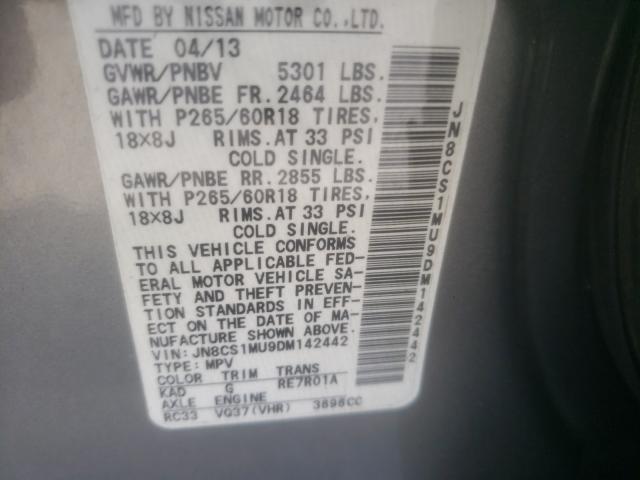 MFD BY NISSAN MOTOR CO.,LTD.
DATE 04/13
GVWR/PNBV 5301 LBS.
GAWR/PNBE FR. 2464 LBS.
WITH P265/60R18 TIRES,
18X8J RIMS. AT 33 PSI
COLD SINGLE.
GAWR/PNBE RR. 2855 LBS.
WITH P265/60R18 TIRES,
18X8J RIMS. AT 33 PSI
COLD SINGLE.
THIS VEHICLE CONFORMS
TO ALL APPLICABLE FED-
ERAL MOTOR VEHICLE SA-
FETY AND THEFT PREVEN-
TION STANDARDS IN EFF-
ECT ON THE DATE OF MA-
NUFACTURE SHOWN ABOVE.
VIN: JN8CS1MU9DM142442
TYPE: MPV
COLOR TRIM TRANS
KAD G RE7R01A
AXLE ENGINE
RC33 VQ37(VHR) 3696CC
JN8CS1MU9DM142442